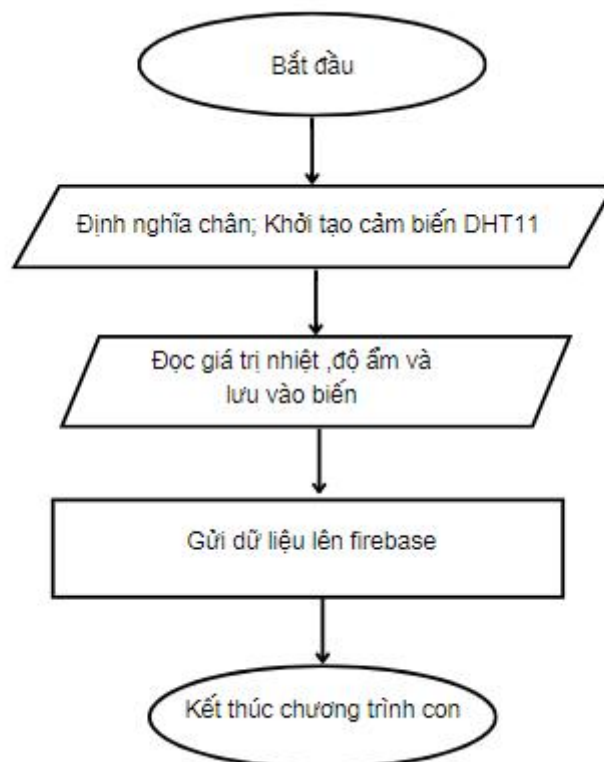 Bắt đầu
Định nghĩa chân; Khởi tạo cảm biến DHT11
Đọc giá trị nhiệt ,độ ẩm và
lưu vào biến
Gửi dữ liệu lên firebase
Kết thúc chương trình con